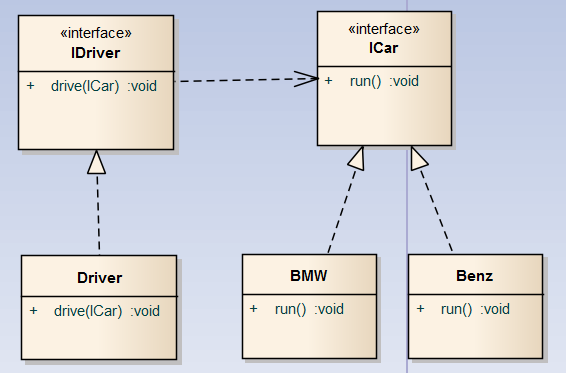 «interface»
IDriver
+ drive(ICar) :void
«interface»
ICar
+ run() :void
Driver
+ drive(ICar) :void
BMW
+ run() :void
Benz
+ run() :void